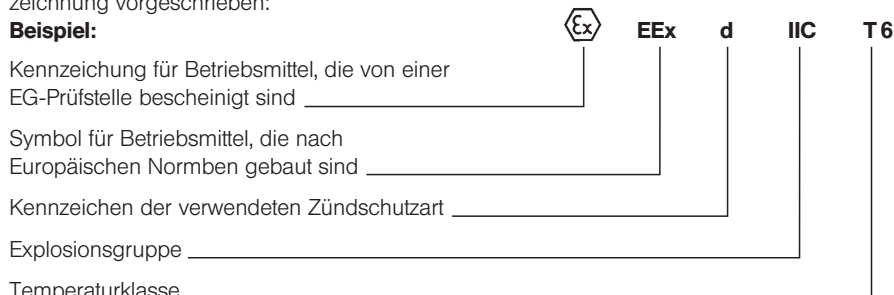 zeichnung vorgeschrieben:
Beispiel: Ex EEx d IIC T6
Kennzeichung für Betriebsmittel, die von einer
EG-Prüfstelle bescheinigt sind
Symbol für Betriebsmittel, die nach
Europäischen Normben gebaut sind
Kennzeichen der verwendeten Zündschutzart
Explosionsgruppe
Temperaturklasse